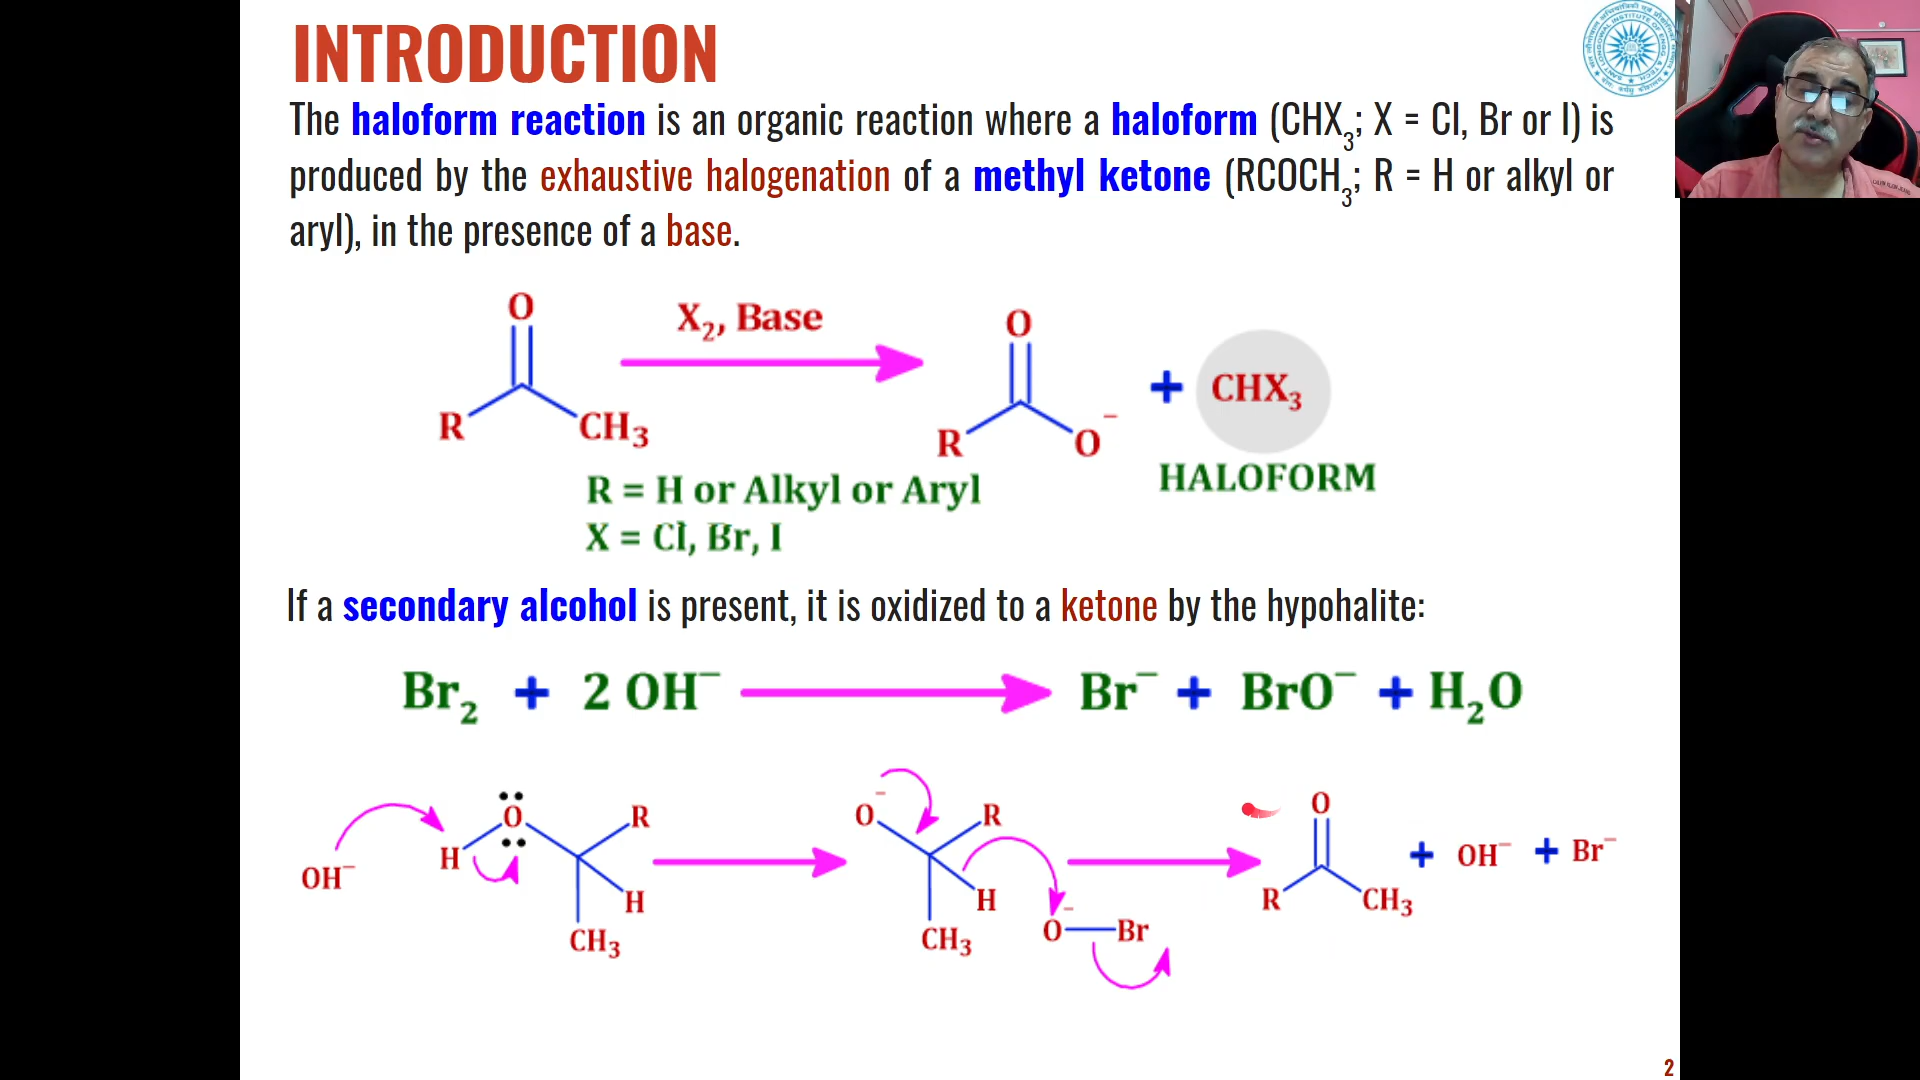 INTRODUCTION
The haloform reaction is an organic reaction where a haloform (CHX₃; X = Cl, Br or I) is
produced by the exhaustive halogenation of a methyl ketone (RCOCH₃; R = H or alkyl or
aryl), in the presence of a base.
O
X₂, Base
O
R
CH₃
R
O⁻
+ CHX₃
R = H or Alkyl or Aryl
HALOFORM
X = Cl, Br, I
If a secondary alcohol is present, it is oxidized to a ketone by the hypohalite:
Br₂ + 2 OH⁻ Br⁻ + BrO⁻ + H₂O
OH⁻
H
O
R
H
CH₃
O⁻
R
H
CH₃
O⁻
Br
O
R
CH₃
+ OH⁻ + Br⁻
2